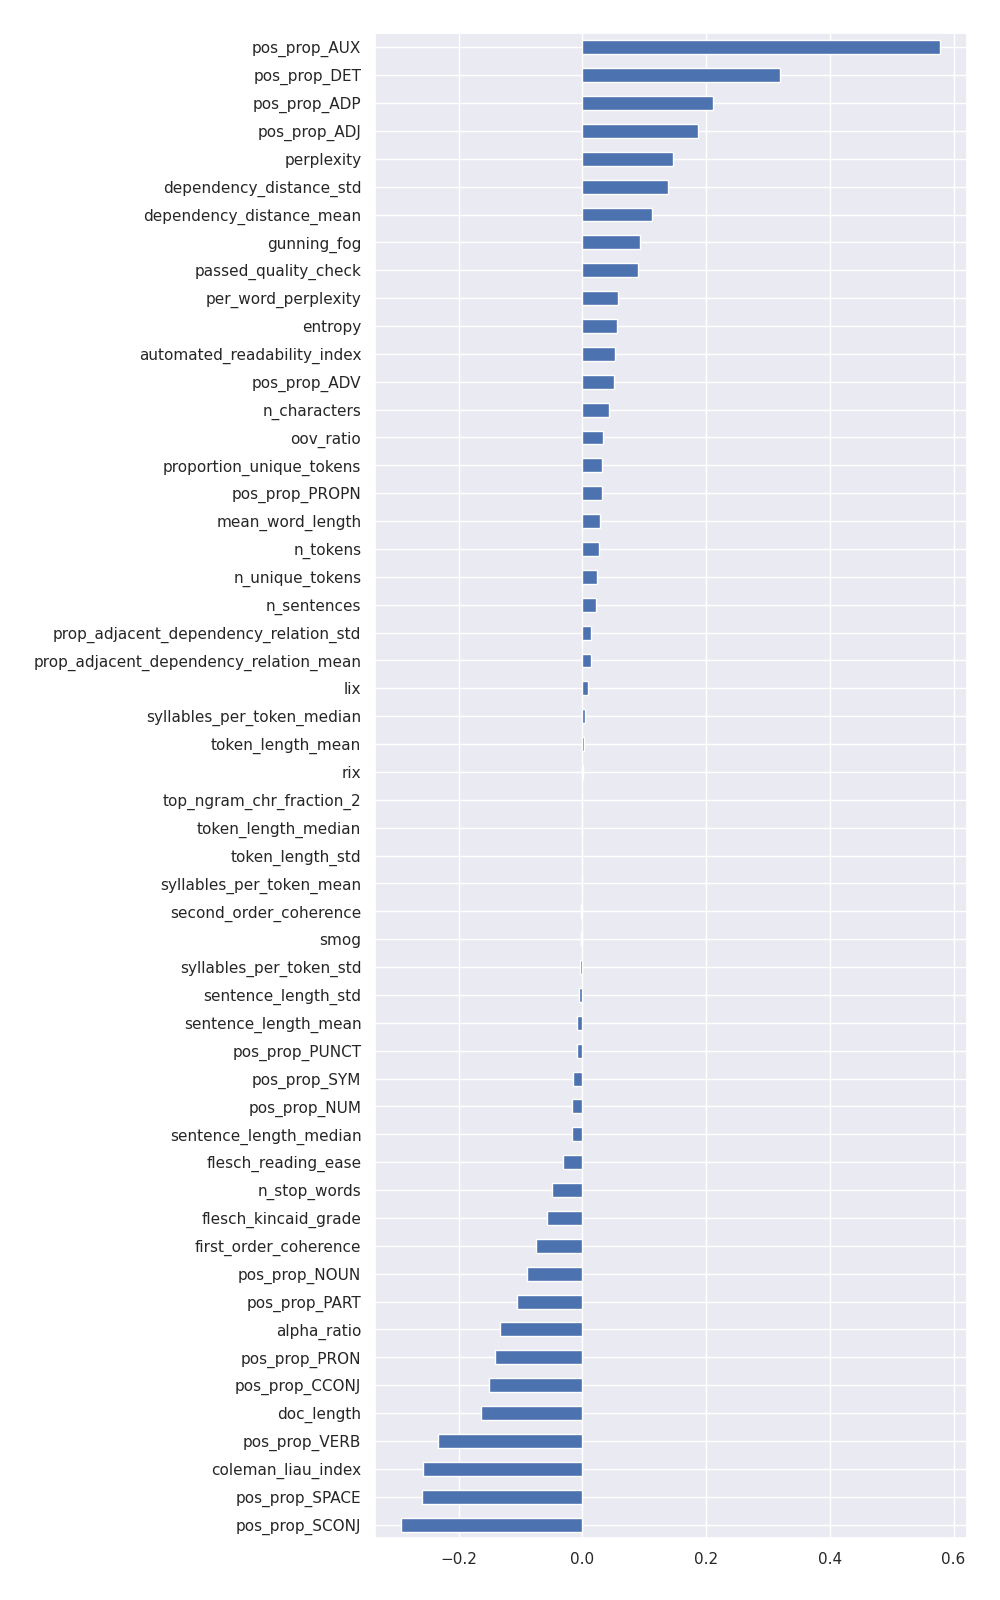 pos_prop_AUX
pos_prop_DET
pos_prop_ADP
pos_prop_ADJ
perplexity
dependency_distance_std
dependency_distance_mean
gunning_fog
passed_quality_check
per_word_perplexity
entropy
automated_readability_index
pos_prop_ADV
n_characters
oov_ratio
proportion_unique_tokens
pos_prop_PROPN
mean_word_length
n_tokens
n_unique_tokens
n_sentences
prop_adjacent_dependency_relation_std
prop_adjacent_dependency_relation_mean
lix
syllables_per_token_median
token_length_mean
rix
top_ngram_chr_fraction_2
token_length_median
token_length_std
syllables_per_token_mean
second_order_coherence
smog
syllables_per_token_std
sentence_length_std
sentence_length_mean
pos_prop_PUNCT
pos_prop_SYM
pos_prop_NUM
sentence_length_median
flesch_reading_ease
n_stop_words
flesch_kincaid_grade
first_order_coherence
pos_prop_NOUN
pos_prop_PART
alpha_ratio
pos_prop_PRON
pos_prop_CCONJ
doc_length
pos_prop_VERB
coleman_liau_index
pos_prop_SPACE
pos_prop_SCONJ
−0.2 0.0 0.2 0.4 0.6